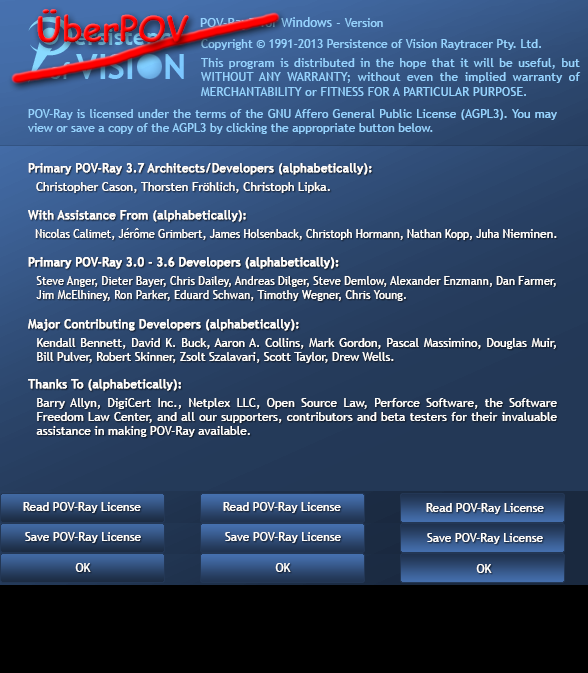 ÜberPOV
Persistence
of VISION
POV-Ray for Windows - Version
Copyright © 1991-2013 Persistence of Vision Raytracer Pty. Ltd.
This program is distributed in the hope that it will be useful, but
WITHOUT ANY WARRANTY; without even the implied warranty of
MERCHANTABILITY or FITNESS FOR A PARTICULAR PURPOSE.
POV-Ray is licensed under the terms of the GNU Affero General Public License (AGPL3). You may
view or save a copy of the AGPL3 by clicking the appropriate button below.
Primary POV-Ray 3.7 Architects/Developers (alphabetically):
Christopher Cason, Thorsten Fröhlich, Christoph Lipka.
With Assistance From (alphabetically):
Nicolas Calimet, Jérôme Grimbert, James Holsenback, Christoph Hormann, Nathan Kopp, Juha Nieminen.
Primary POV-Ray 3.0 - 3.6 Developers (alphabetically):
Steve Anger, Dieter Bayer, Chris Dailey, Andreas Dilger, Steve Demlow, Alexander Enzmann, Dan Farmer,
Jim McElhiney, Ron Parker, Eduard Schwan, Timothy Wegner, Chris Young.
Major Contributing Developers (alphabetically):
Kendall Bennett, David K. Buck, Aaron A. Collins, Mark Gordon, Pascal Massimino, Douglas Muir,
Bill Pulver, Robert Skinner, Zsolt Szalavari, Scott Taylor, Drew Wells.
Thanks To (alphabetically):
Barry Allyn, DigiCert Inc., Netplex LLC, Open Source Law, Perforce Software, the Software
Freedom Law Center, and all our supporters, contributors and beta testers for their invaluable
assistance in making POV-Ray available.
Read POV-Ray License Read POV-Ray License Read POV-Ray License
Save POV-Ray License Save POV-Ray License Save POV-Ray License
OK OK OK